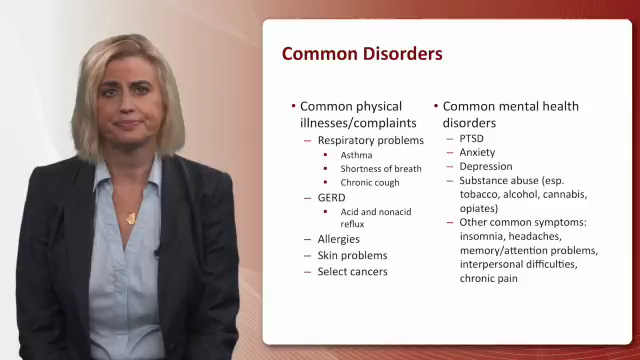 Common Disorders
• Common physical
illnesses/complaints
– Respiratory problems
▪ Asthma
▪ Shortness of breath
▪ Chronic cough
– GERD
▪ Acid and nonacid
reflux
– Allergies
– Skin problems
– Select cancers
• Common mental health
disorders
– PTSD
– Anxiety
– Depression
– Substance abuse (esp.
tobacco, alcohol, cannabis,
opiates)
– Other common symptoms:
insomnia, headaches,
memory/attention problems,
interpersonal difficulties,
chronic pain